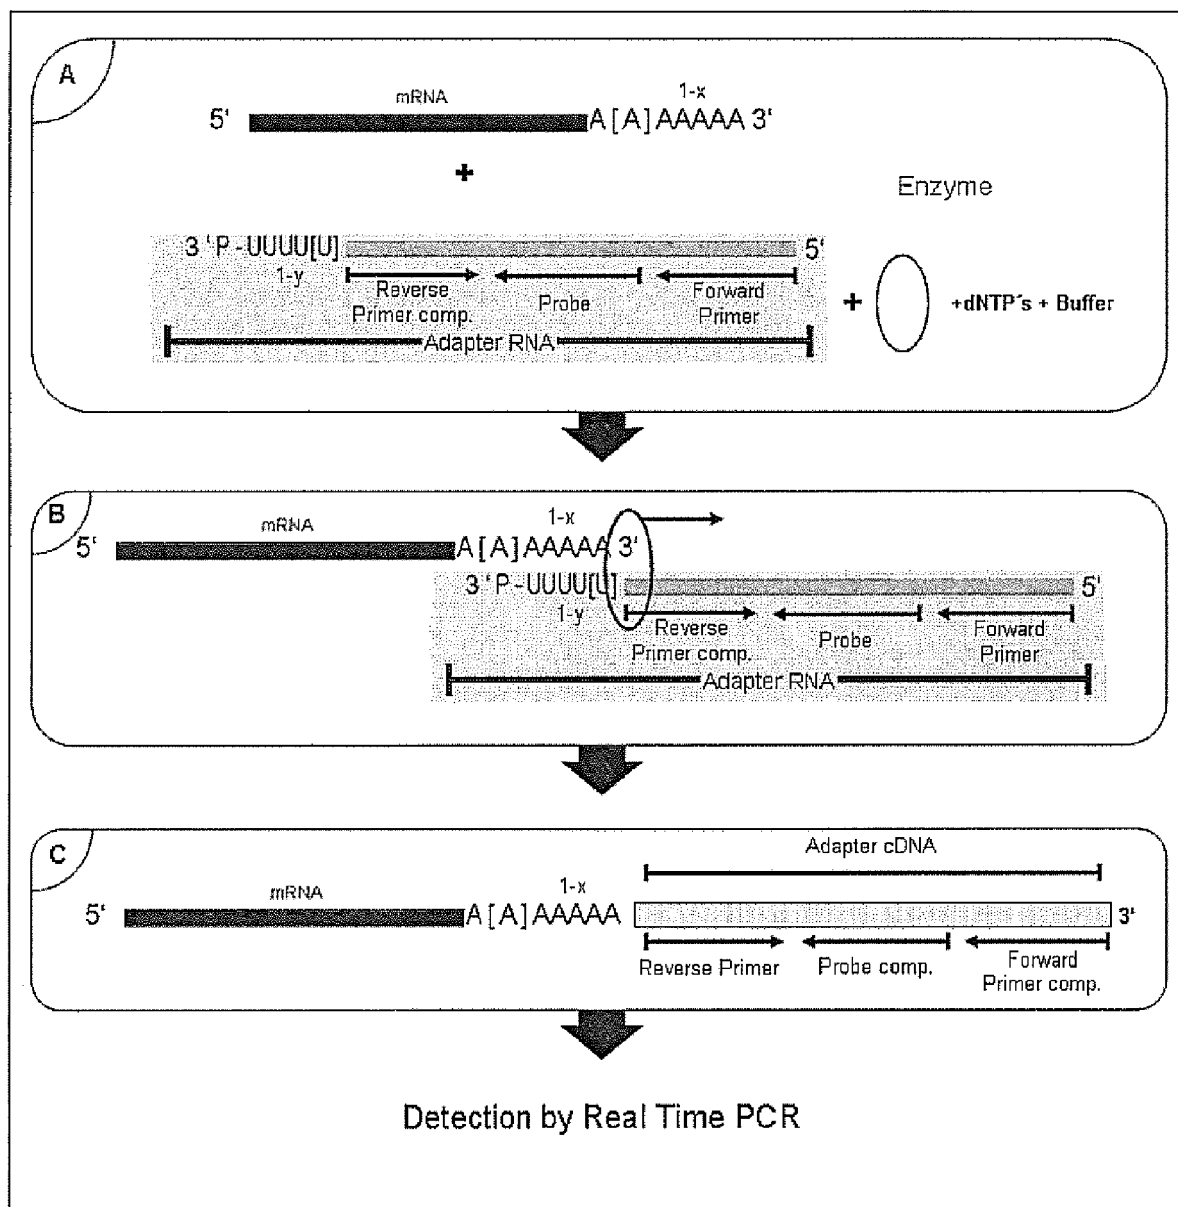 A
mRNA
1-x
5' A[A]AAAAA 3'
+
Enzyme
3'P-UUUU[U] 5'
1-y
Reverse
Primer comp.
Probe
Forward
Primer
+
+dNTP's + Buffer
Adapter RNA
B
mRNA
1-x
5' A[A]AAAAA 3'
3'P-UUUU[U] 5'
1-y
Reverse
Primer comp.
Probe
Forward
Primer
Adapter RNA
C
Adapter cDNA
mRNA
1-x
5' A[A]AAAAA 3'
Reverse Primer
Probe comp.
Forward
Primer comp.
Detection by Real Time PCR